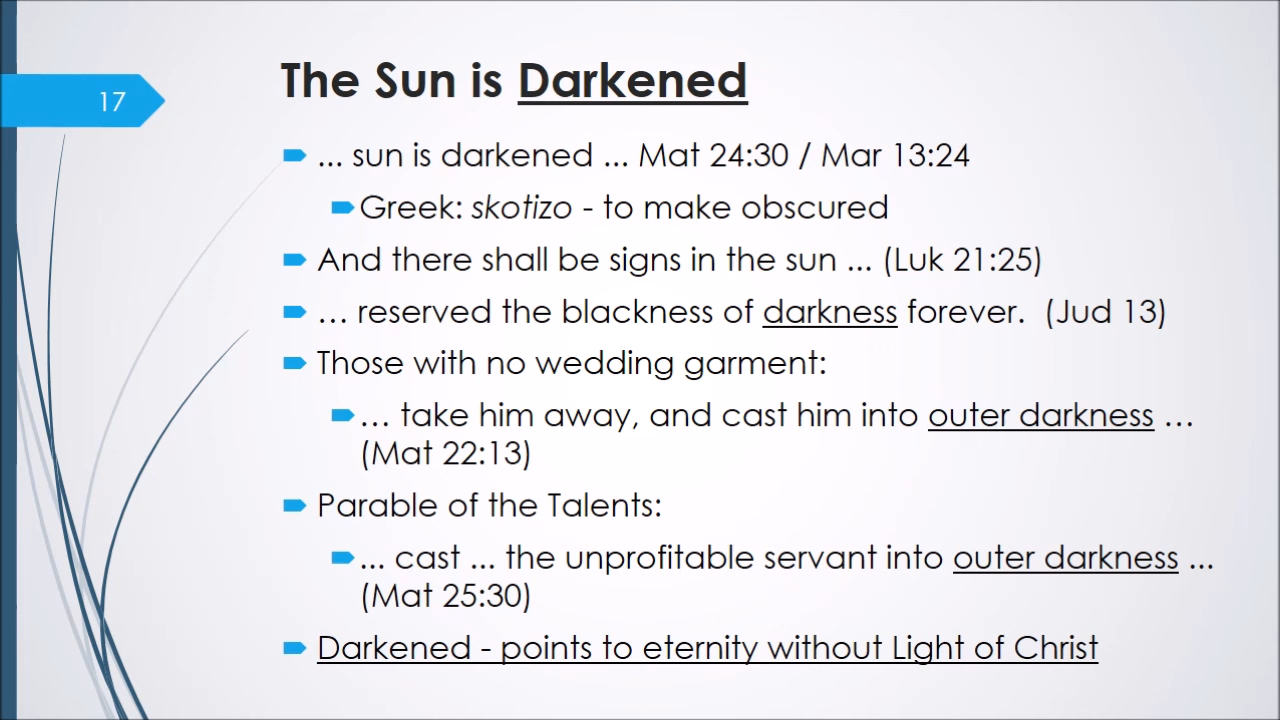 17
The Sun is Darkened
... sun is darkened ... Mat 24:30 / Mar 13:24
Greek: skotizo - to make obscured
And there shall be signs in the sun ... (Luk 21:25)
… reserved the blackness of darkness forever. (Jud 13)
Those with no wedding garment:
… take him away, and cast him into outer darkness …
(Mat 22:13)
Parable of the Talents:
... cast ... the unprofitable servant into outer darkness ...
(Mat 25:30)
Darkened - points to eternity without Light of Christ